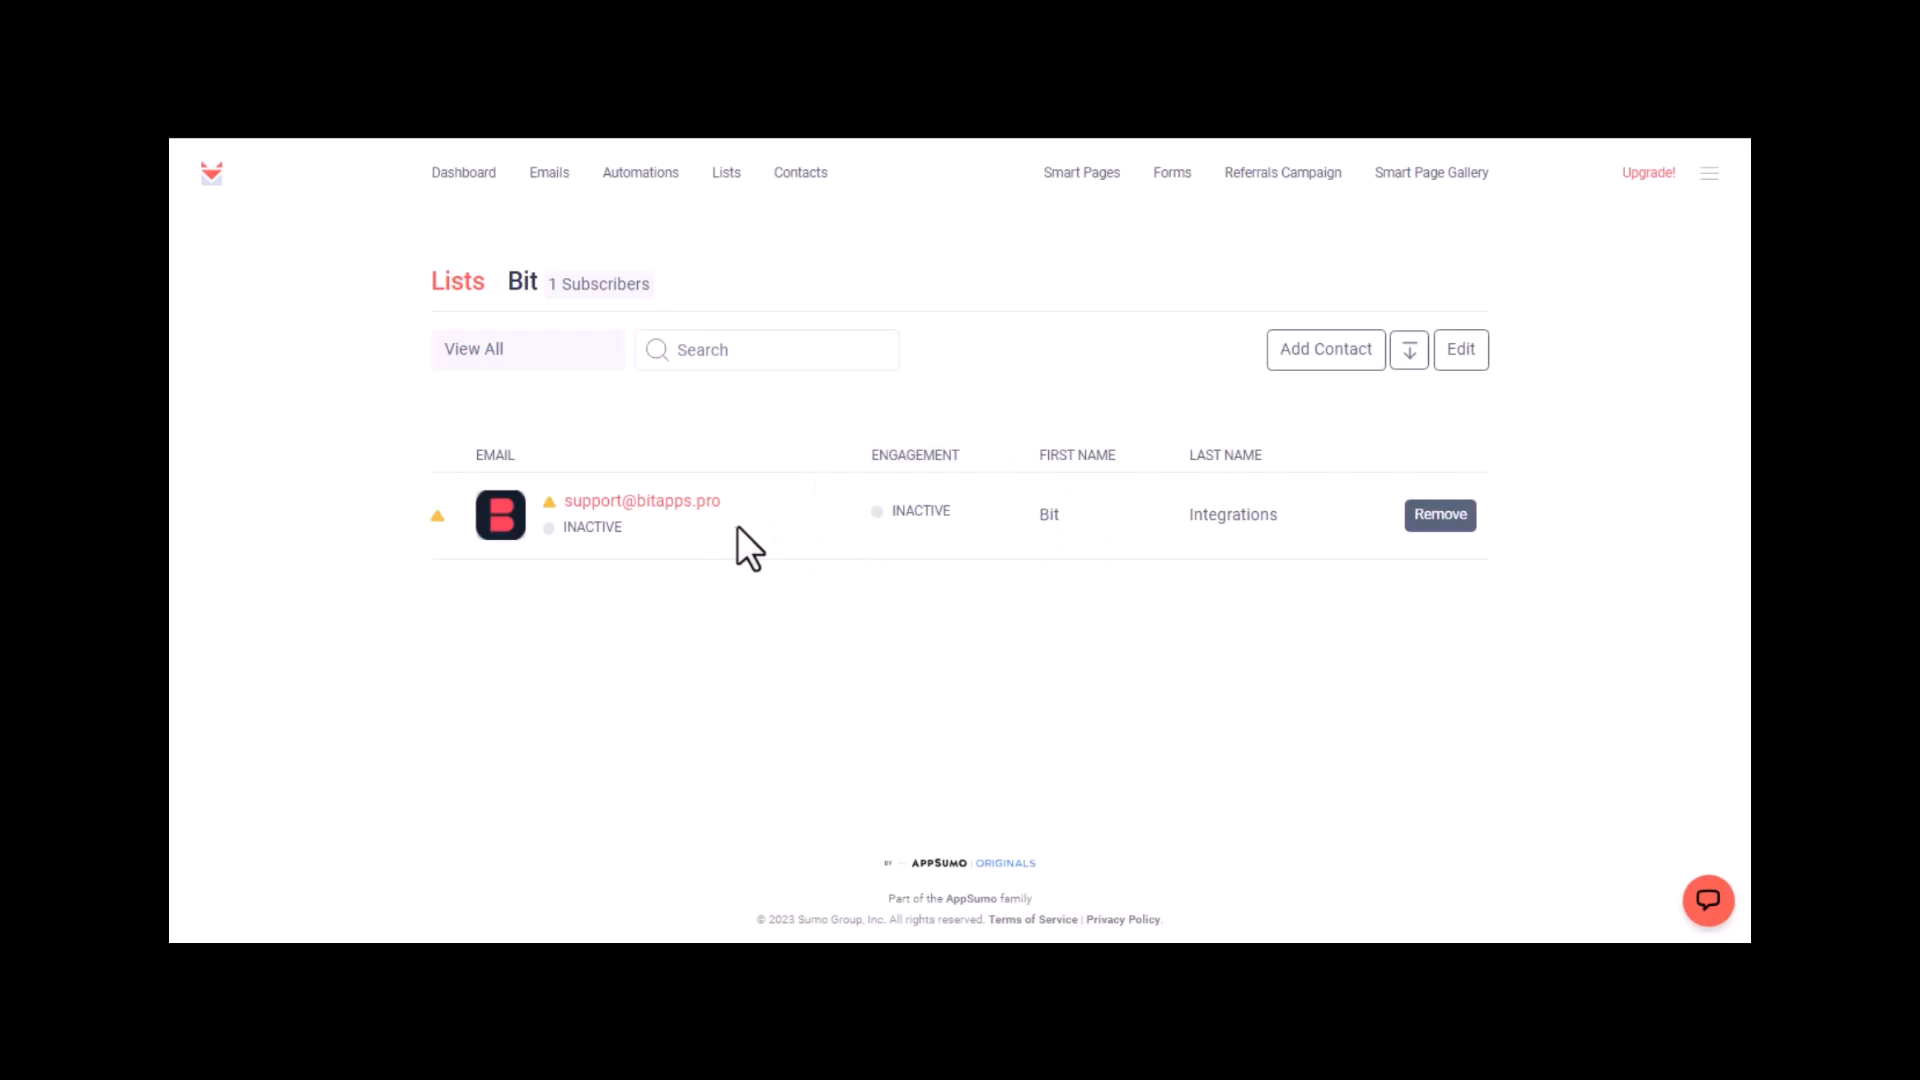 Dashboard Emails Automations Lists Contacts Smart Pages Forms Referrals Campaign Smart Page Gallery Upgrade!
Lists Bit 1 Subscribers
View All Search Add Contact Edit
EMAIL ENGAGEMENT FIRST NAME LAST NAME
support@bitapps.pro
INACTIVE INACTIVE Bit Integrations Remove
BY APPSUMO ORIGINALS
Part of the AppSumo family
© 2023 Sumo Group, Inc. All rights reserved. Terms of Service | Privacy Policy.